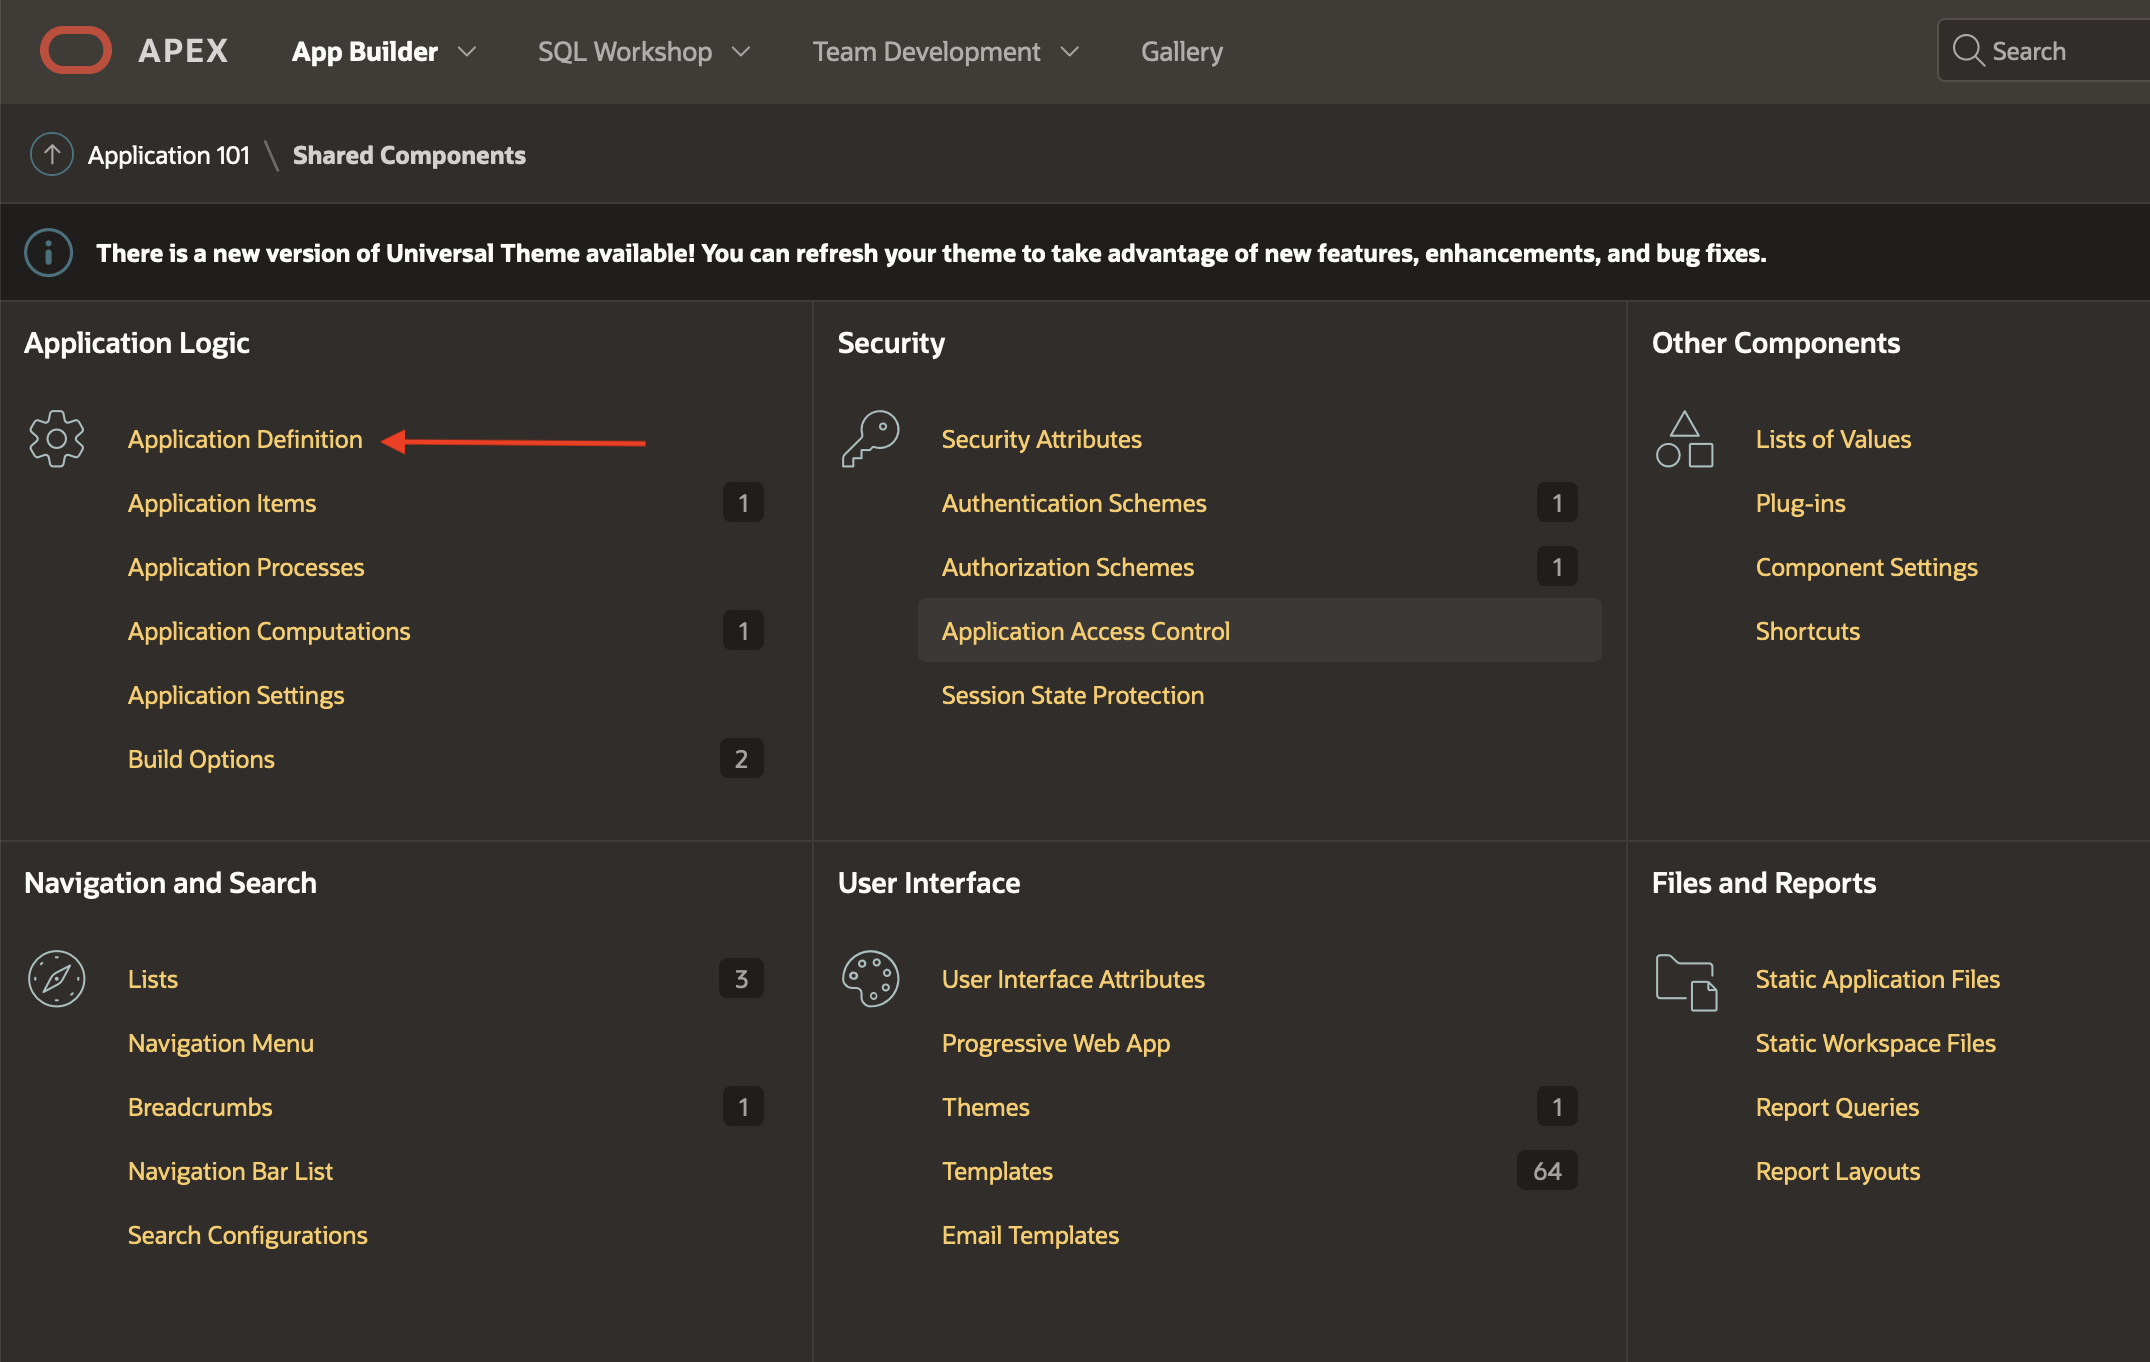 APEX App Builder SQL Workshop Team Development Gallery Search
Application 101 \ Shared Components
There is a new version of Universal Theme available! You can refresh your theme to take advantage of new features, enhancements, and bug fixes.
Application Logic
Application Definition
Application Items 1
Application Processes
Application Computations 1
Application Settings
Build Options 2
Security
Security Attributes
Authentication Schemes 1
Authorization Schemes 1
Application Access Control
Session State Protection
Other Components
Lists of Values
Plug-ins
Component Settings
Shortcuts
Navigation and Search
Lists 3
Navigation Menu
Breadcrumbs 1
Navigation Bar List
Search Configurations
User Interface
User Interface Attributes
Progressive Web App
Themes 1
Templates 64
Email Templates
Files and Reports
Static Application Files
Static Workspace Files
Report Queries
Report Layouts